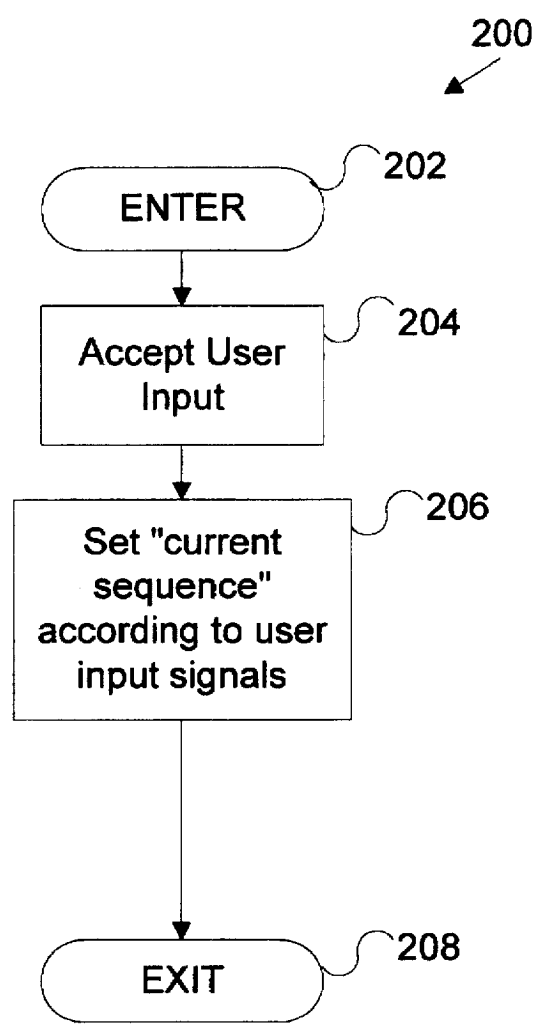 200
202
ENTER
204
Accept User
Input
206
Set "current
sequence"
according to user
input signals
208
EXIT